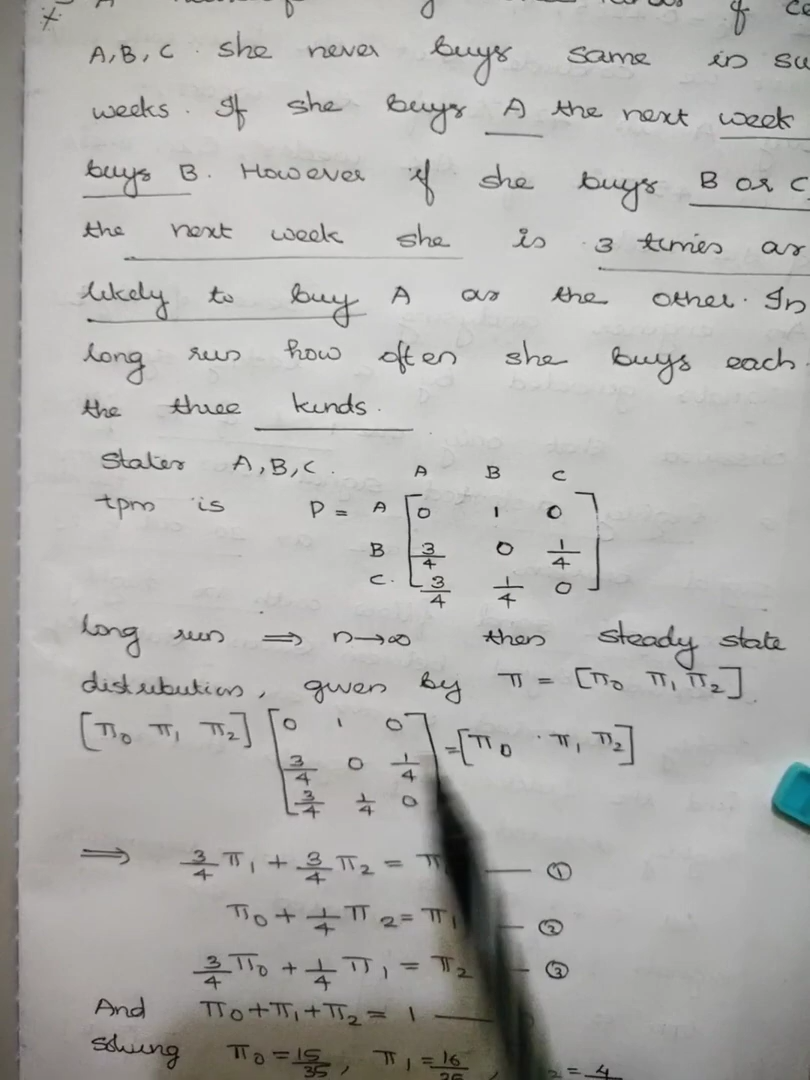 A
of
A, B, C. she never buys same in su
weeks. If she buys A the next week
buys B. However if she buys B or C
the next week she is 3 times as
likely to buy A as the other. In
long run how often she buys each
the three kinds.
States A, B, C.
A B C
tpm is P = A [ 0 1 0
B 3/4 0 1/4
C. 3/4 1/4 0 ]
long run ⟹ n→∞ then steady state
distribution, given by π = [π0 π1 π2]
[π0 π1 π2] [ 0 1 0 ] = [π0 π1 π2]
3/4 0 1/4
3/4 1/4 0
⟹ 3/4 π1 + 3/4 π2 = π — ①
π0 + 1/4 π2 = π1 — ②
3/4 π0 + 1/4 π1 = π2 — ③
And π0 + π1 + π2 = 1 —
Solving π0 = 15/35, π1 = 16/35, 2 = 4